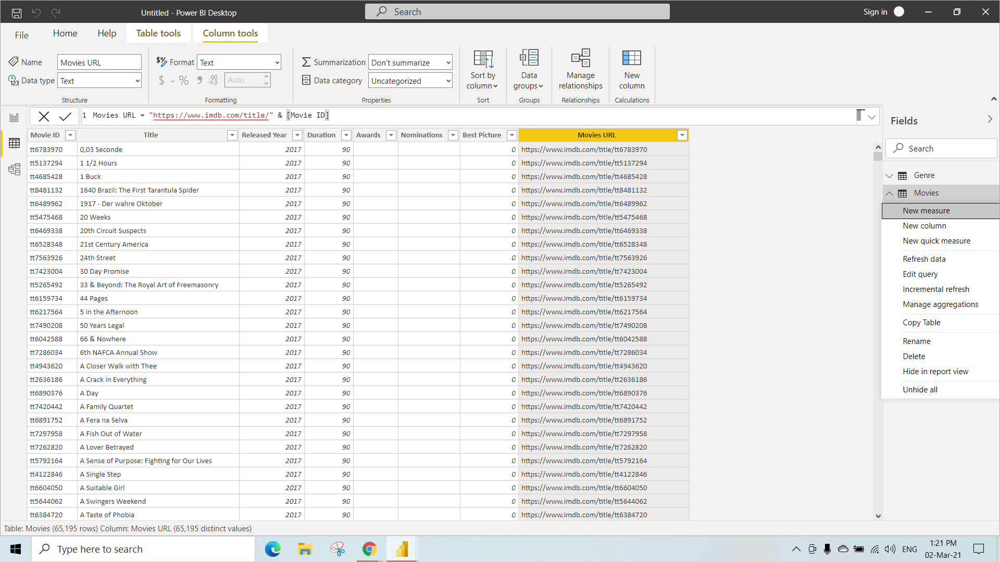 Untitled - Power BI Desktop
Search
Sign in
File
Home
Help
Table tools
Column tools
Name
Movies URL
Data type
Text
Structure
Format
Text
$ % 9 .00
Auto
Formatting
Summarization
Don't summarize
Data category
Uncategorized
Properties
Sort by
column
Sort
Data
groups
Groups
Manage
relationships
Relationships
New
column
Calculations
1 Movies URL = "https://www.imdb.com/title/" & [Movie ID]
Movie ID Title Released Year Duration Awards Nominations Best Picture Movies URL
tt6783970 0,03 Seconde 2017 90 0 https://www.imdb.com/title/tt6783970
tt5137294 1 1/2 Hours 2017 90 0 https://www.imdb.com/title/tt5137294
tt4685428 1 Buck 2017 90 0 https://www.imdb.com/title/tt4685428
tt8481132 1640 Brazil: The First Tarantula Spider 2017 90 0 https://www.imdb.com/title/tt8481132
tt6489962 1917 - Der wahre Oktober 2017 90 0 https://www.imdb.com/title/tt6489962
tt5475468 20 Weeks 2017 90 0 https://www.imdb.com/title/tt5475468
tt6469338 20th Circuit Suspects 2017 90 0 https://www.imdb.com/title/tt6469338
tt6528348 21st Century America 2017 90 0 https://www.imdb.com/title/tt6528348
tt7563926 24th Street 2017 90 0 https://www.imdb.com/title/tt7563926
tt7423004 30 Day Promise 2017 90 0 https://www.imdb.com/title/tt7423004
tt5265492 33 & Beyond: The Royal Art of Freemasonry 2017 90 0 https://www.imdb.com/title/tt5265492
tt6159734 44 Pages 2017 90 0 https://www.imdb.com/title/tt6159734
tt6217564 5 in the Afternoon 2017 90 0 https://www.imdb.com/title/tt6217564
tt7490208 50 Years Legal 2017 90 0 https://www.imdb.com/title/tt7490208
tt6042588 66 & Nowhere 2017 90 0 https://www.imdb.com/title/tt6042588
tt7286034 6th NAFCA Annual Show 2017 90 0 https://www.imdb.com/title/tt7286034
tt4943620 A Closer Walk with Thee 2017 90 0 https://www.imdb.com/title/tt4943620
tt2636186 A Crack in Everything 2017 90 0 https://www.imdb.com/title/tt2636186
tt6890376 A Day 2017 90 0 https://www.imdb.com/title/tt6890376
tt7420442 A Family Quartet 2017 90 0 https://www.imdb.com/title/tt7420442
tt6891752 A Fera na Selva 2017 90 0 https://www.imdb.com/title/tt6891752
tt7297958 A Fish Out of Water 2017 90 0 https://www.imdb.com/title/tt7297958
tt7262820 A Lover Betrayed 2017 90 0 https://www.imdb.com/title/tt7262820
tt5792164 A Sense of Purpose: Fighting for Our Lives 2017 90 0 https://www.imdb.com/title/tt5792164
tt4122846 A Single Step 2017 90 0 https://www.imdb.com/title/tt4122846
tt6604050 A Suitable Girl 2017 90 0 https://www.imdb.com/title/tt6604050
tt5644062 A Swingers Weekend 2017 90 0 https://www.imdb.com/title/tt5644062
tt6384720 A Taste of Phobia 2017 90 0 https://www.imdb.com/title/tt6384720
Fields
Search
Genre
Movies
New measure
New column
New quick measure
Refresh data
Edit query
Incremental refresh
Manage aggregations
Copy Table
Rename
Delete
Hide in report view
Unhide all
Table: Movies (65,195 rows) Column: Movies URL (65,195 distinct values)
Type here to search
ENG
1:21 PM
02-Mar-21